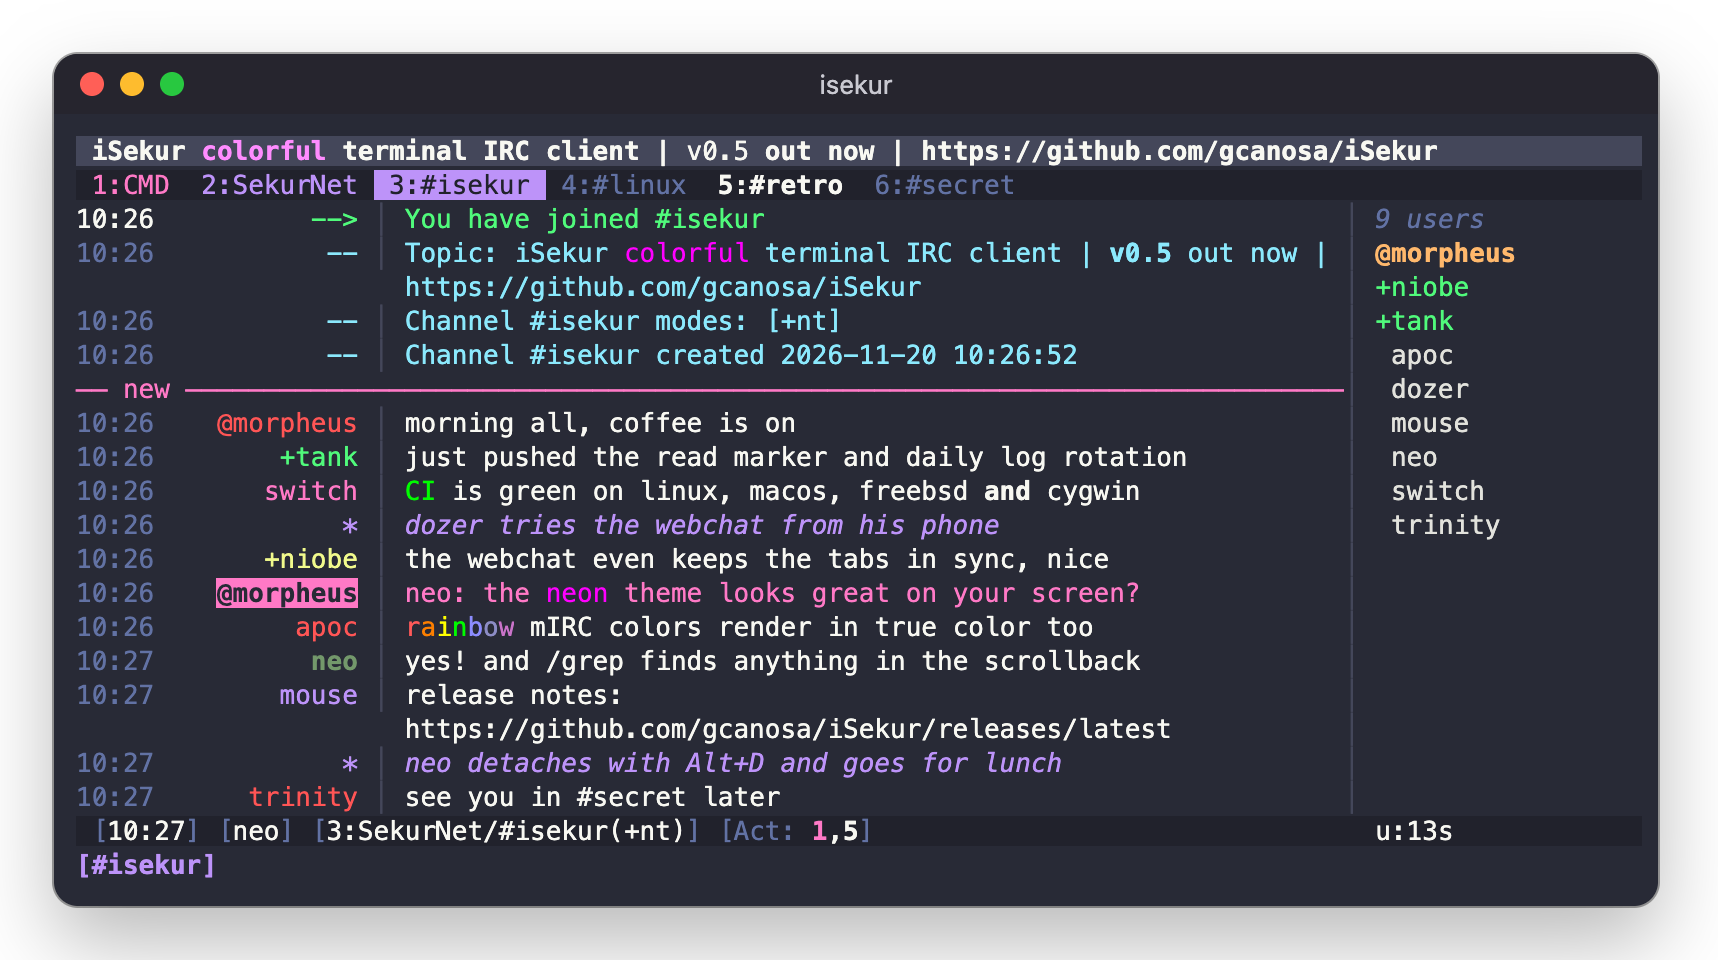 isekur
iSekur colorful terminal IRC client | v0.5 out now | https://github.com/gcanosa/iSekur
1:CMD 2:SekurNet 3:#isekur 4:#linux 5:#retro 6:#secret
10:26 --> You have joined #isekur
10:26 -- Topic: iSekur colorful terminal IRC client | v0.5 out now |
https://github.com/gcanosa/iSekur
10:26 -- Channel #isekur modes: [+nt]
10:26 -- Channel #isekur created 2026-11-20 10:26:52
new
10:26 @morpheus morning all, coffee is on
10:26 +tank just pushed the read marker and daily log rotation
10:26 switch CI is green on linux, macos, freebsd and cygwin
10:26 * dozer tries the webchat from his phone
10:26 +niobe the webchat even keeps the tabs in sync, nice
10:26 @morpheus neo: the neon theme looks great on your screen?
10:26 apoc rainbow mIRC colors render in true color too
10:27 neo yes! and /grep finds anything in the scrollback
10:27 mouse release notes:
https://github.com/gcanosa/iSekur/releases/latest
10:27 * neo detaches with Alt+D and goes for lunch
10:27 trinity see you in #secret later
9 users
@morpheus
+niobe
+tank
apoc
dozer
mouse
neo
switch
trinity
[10:27] [neo] [3:SekurNet/#isekur(+nt)] [Act: 1,5] u:13s
[#isekur]